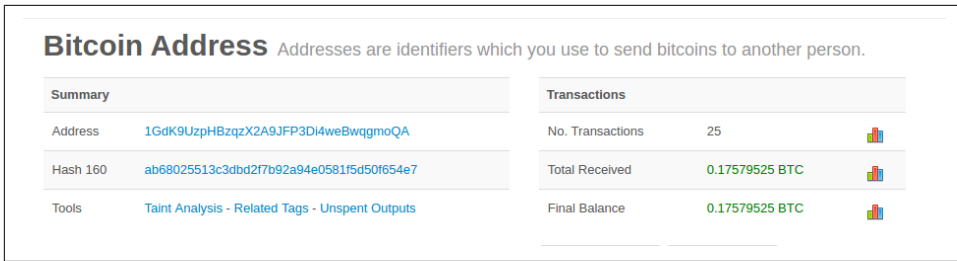 Bitcoin Address Addresses are identifiers which you use to send bitcoins to another person.
Summary
Address 1GdK9UzpHBzqzX2A9JFP3Di4weBwqgmoQA
Hash 160 ab68025513c3dbd2f7b92a94e0581f5d50f654e7
Tools Taint Analysis - Related Tags - Unspent Outputs
Transactions
No. Transactions 25
Total Received 0.17579525 BTC
Final Balance 0.17579525 BTC